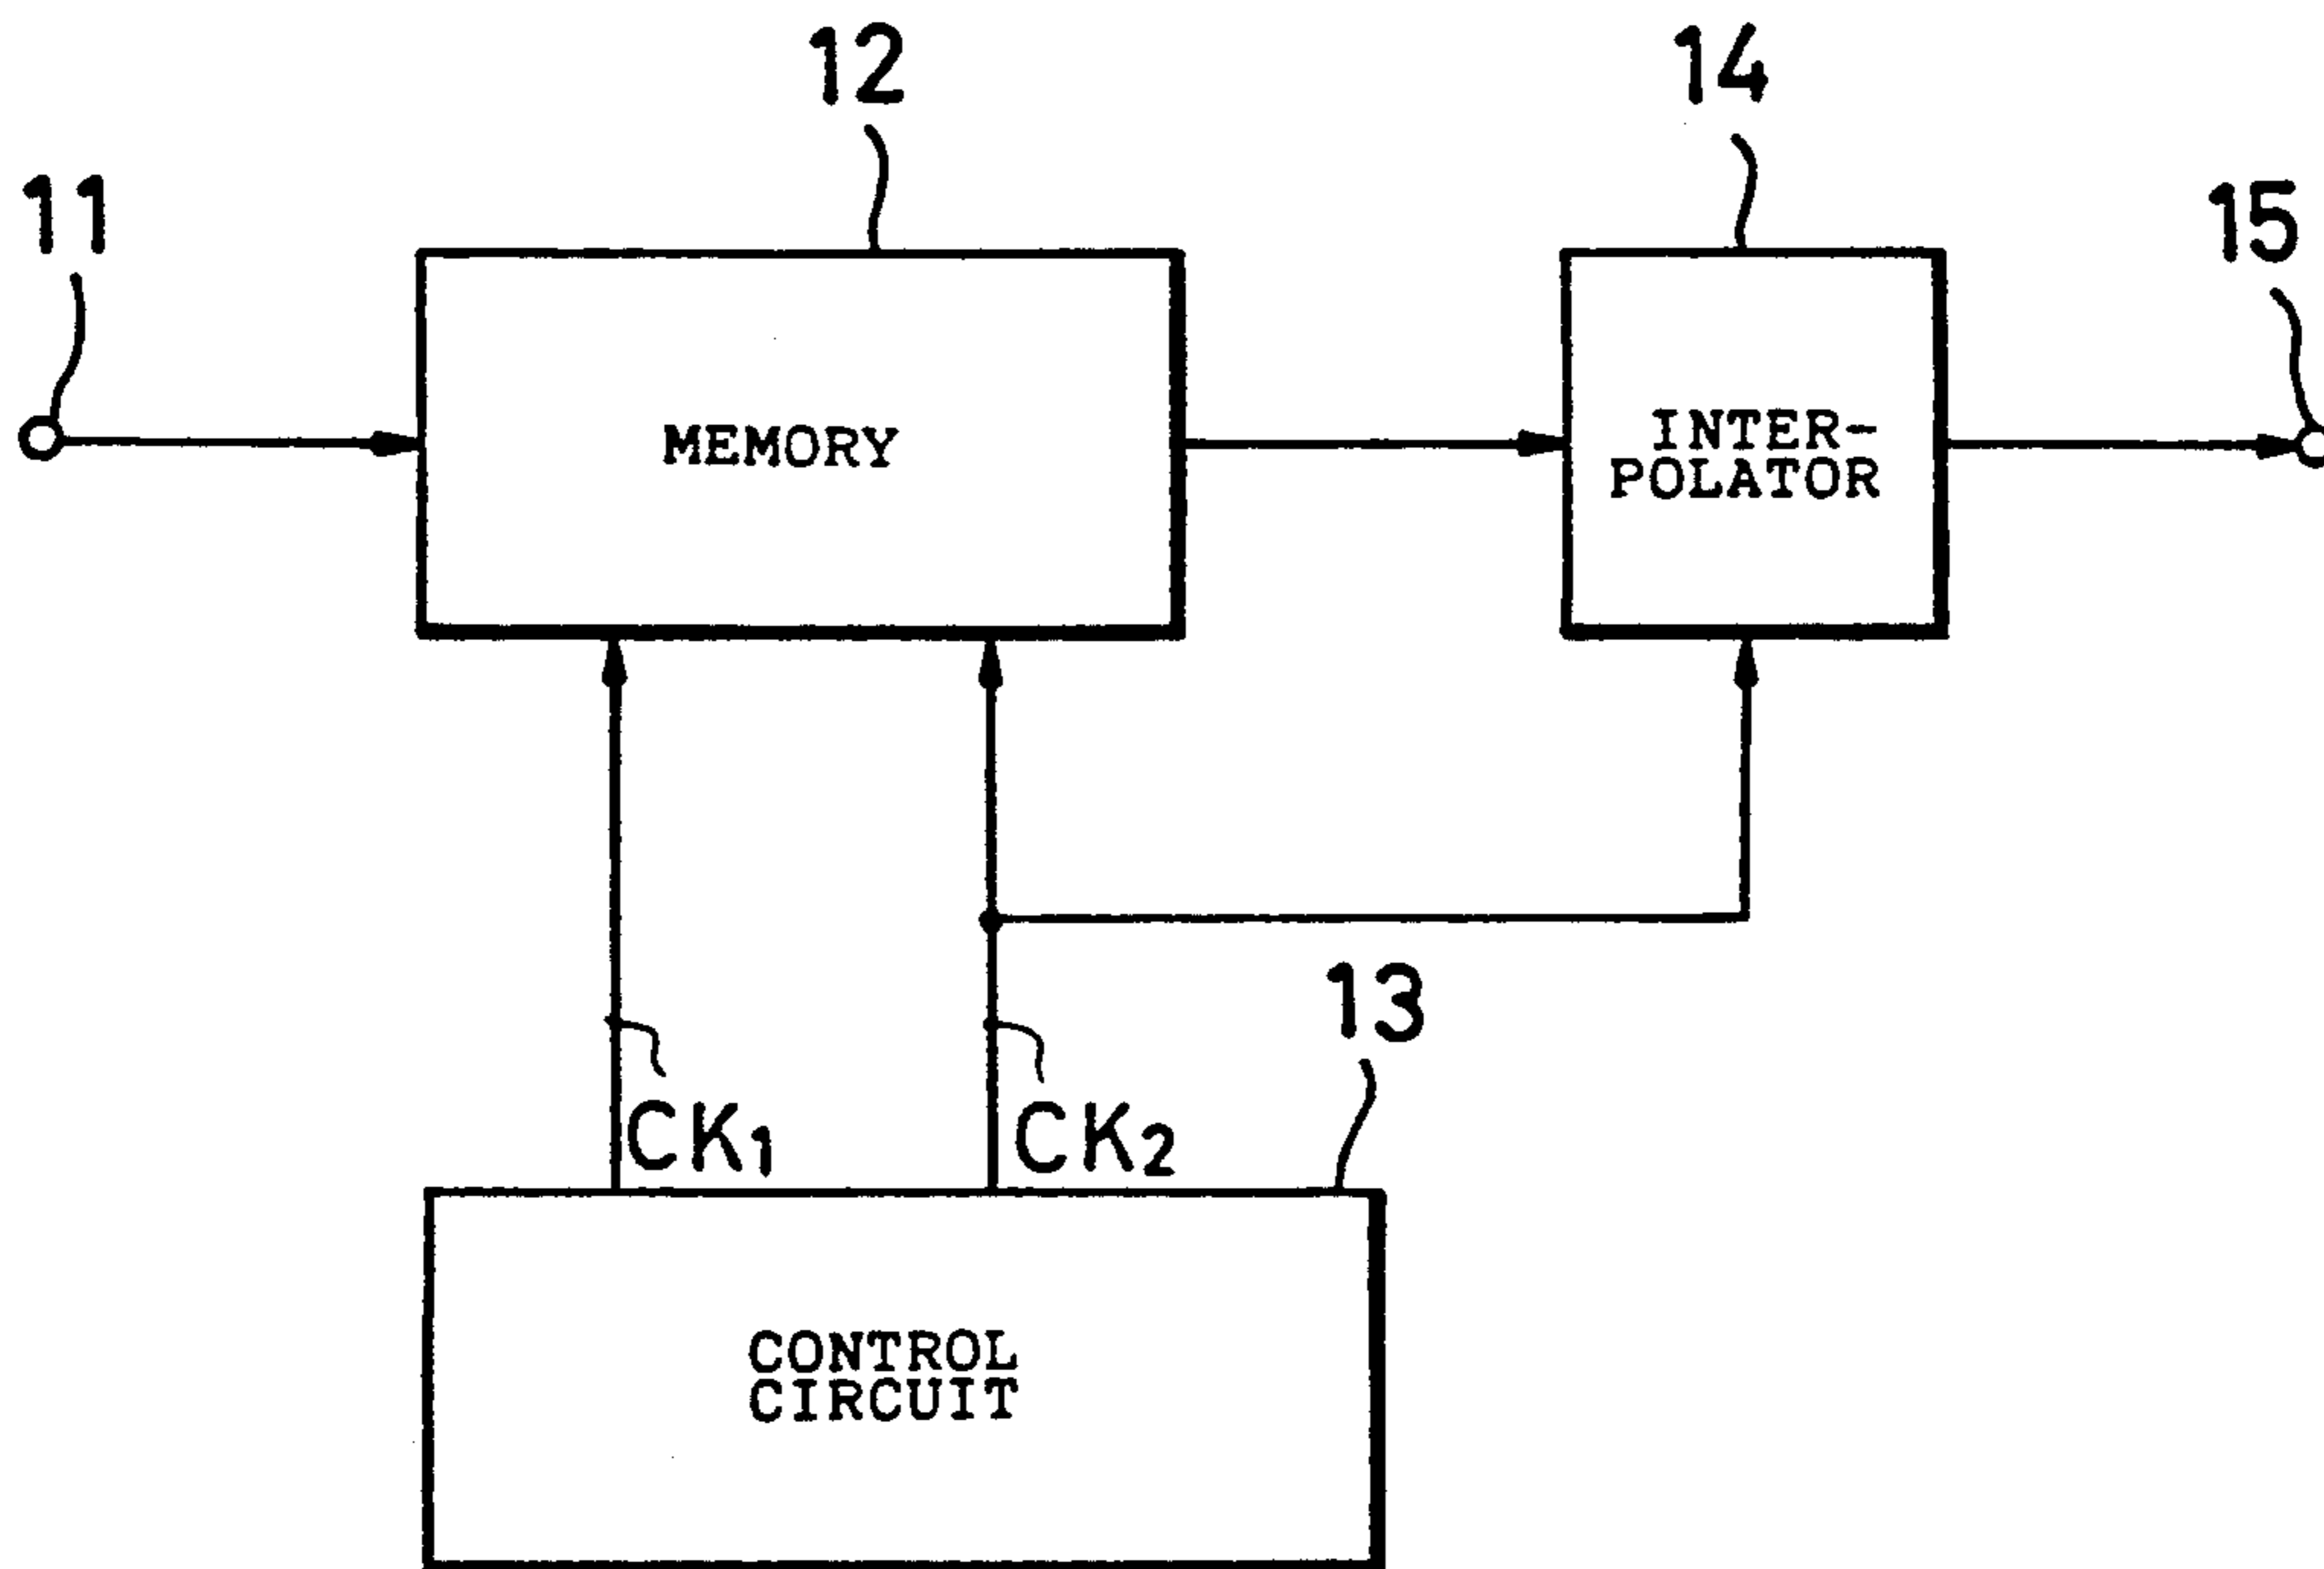 12
14
11
15
MEMORY
INTER-
POLATOR
13
CK1
CK2
CONTROL
CIRCUIT